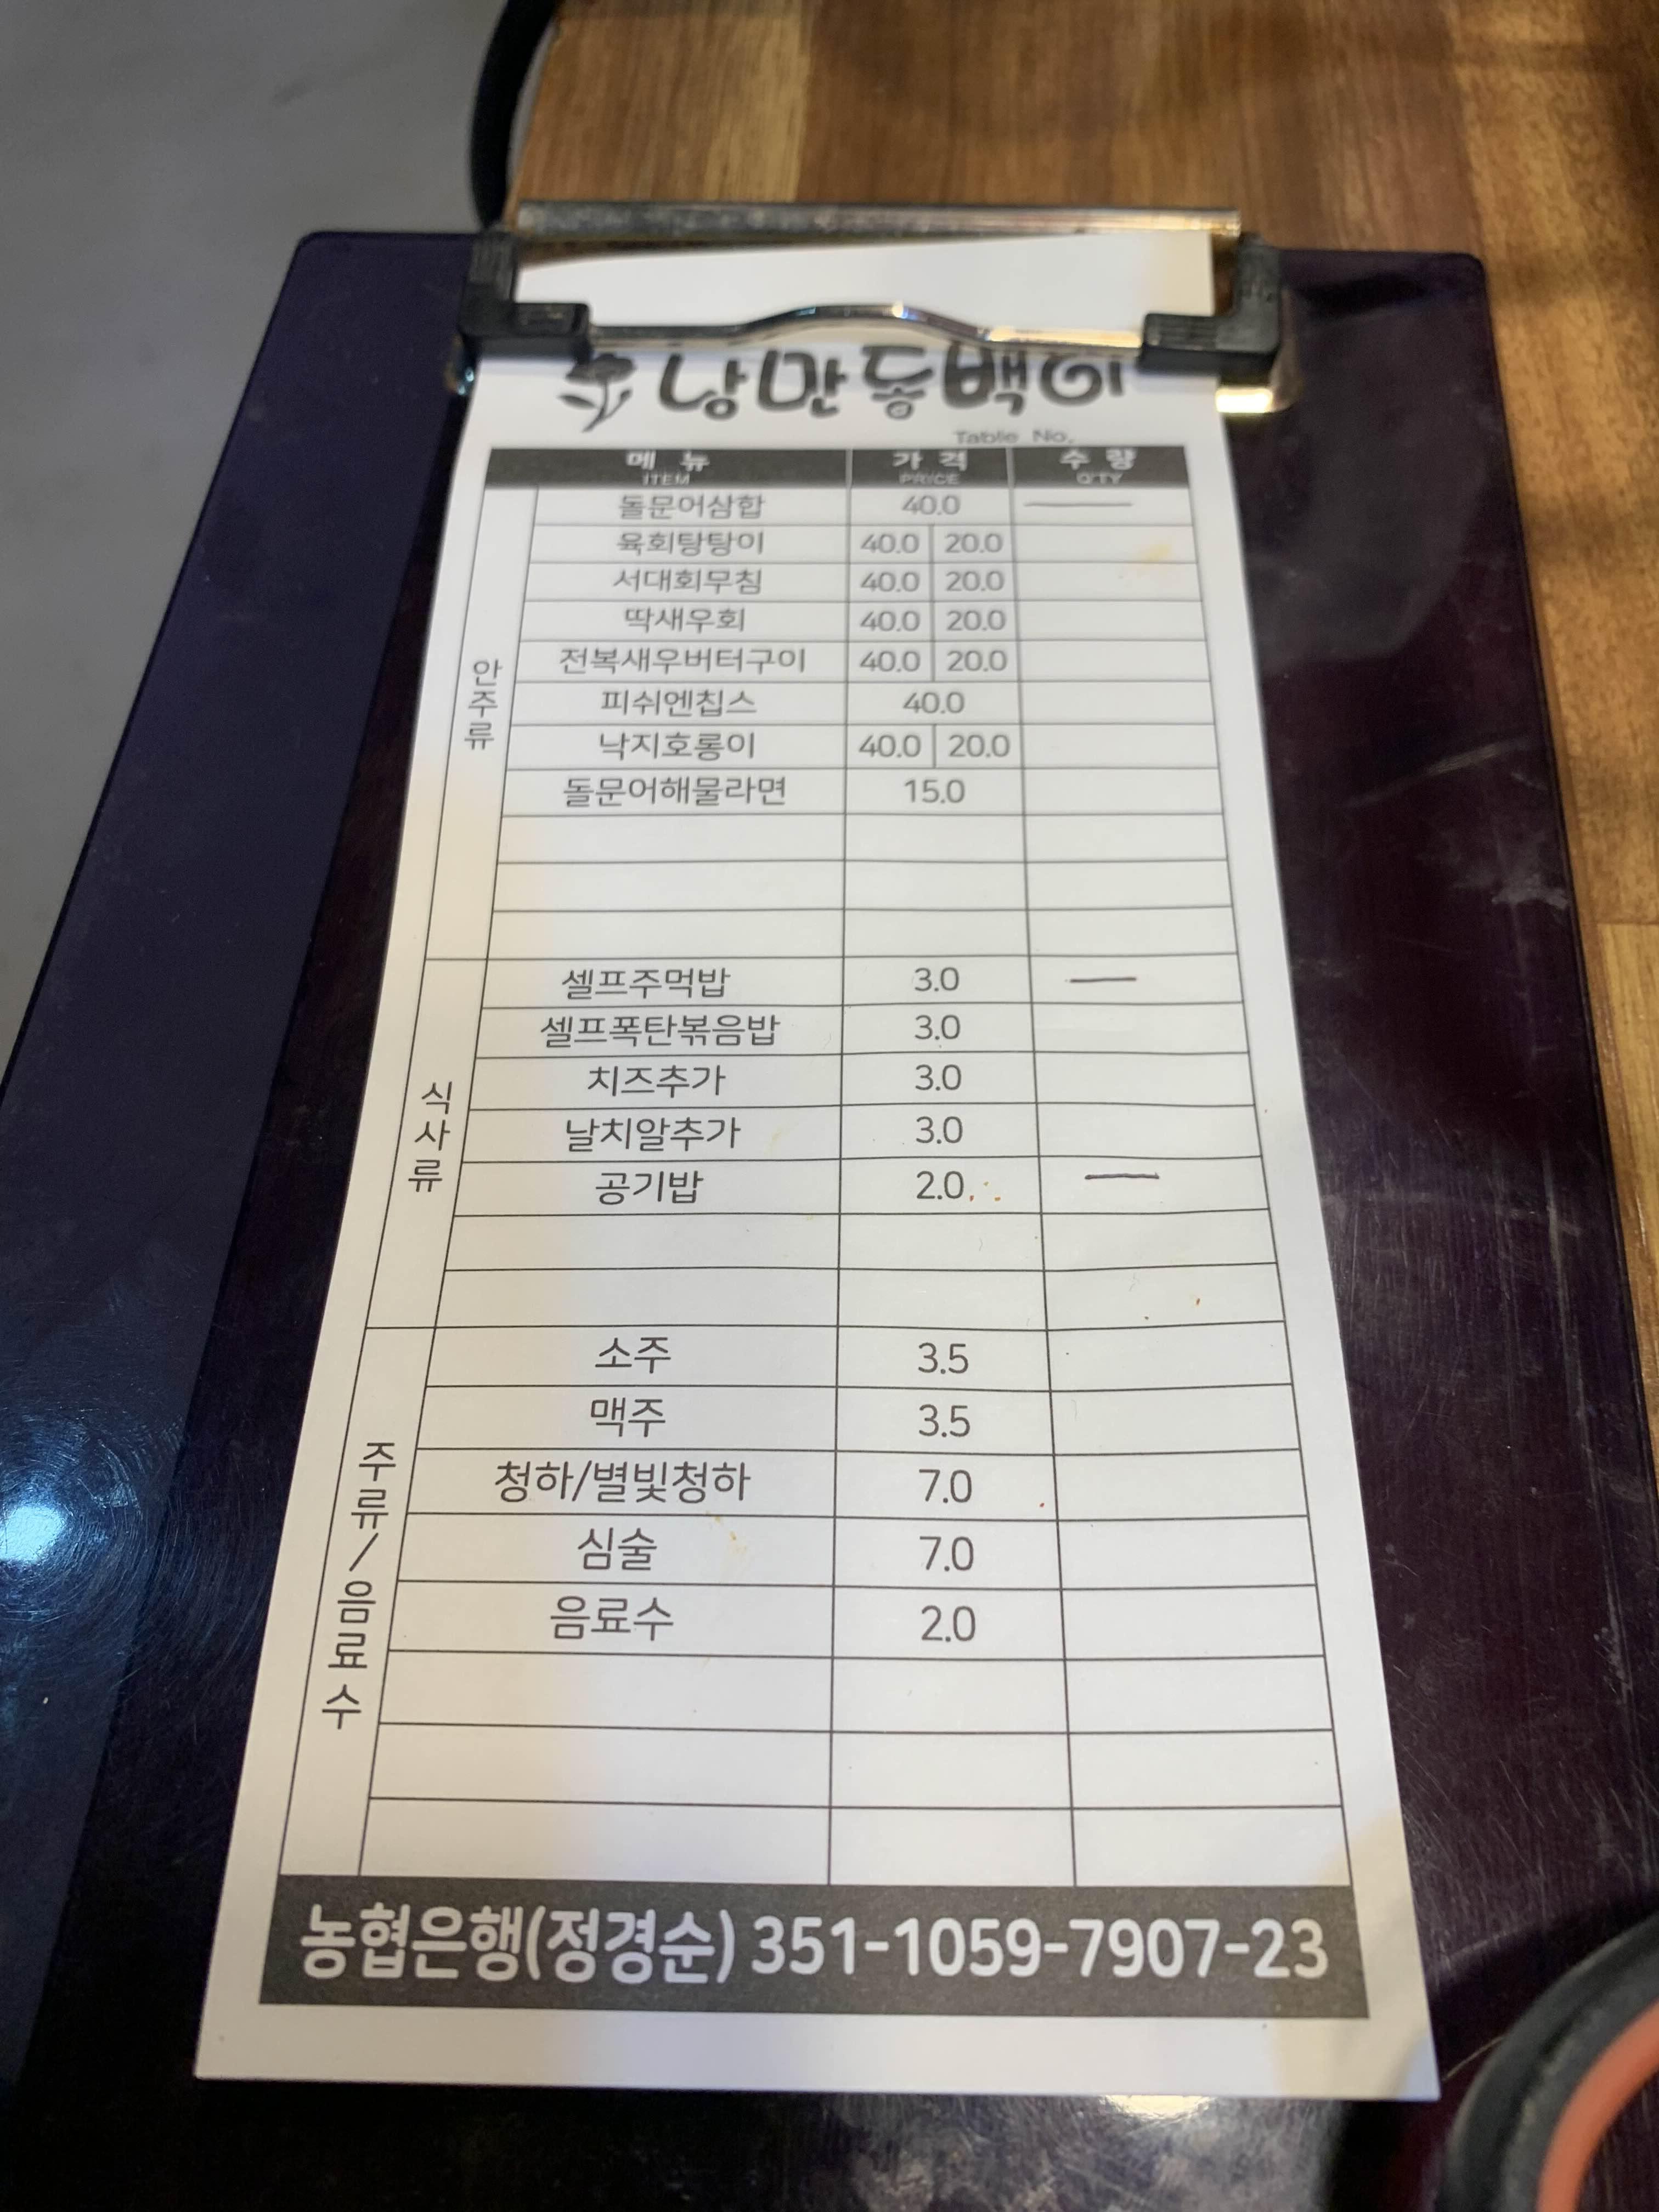 낭만동백이
Table No.
메뉴 가격 수량
ITEM PRICE Q'TY
안주류
돌문어삼합 40.0
육회탕탕이 40.0 20.0
서대회무침 40.0 20.0
딱새우회 40.0 20.0
전복새우버터구이 40.0 20.0
피쉬엔칩스 40.0
낙지호롱이 40.0 20.0
돌문어해물라면 15.0
식사류
셀프주먹밥 3.0
셀프폭탄볶음밥 3.0
치즈추가 3.0
날치알추가 3.0
공기밥 2.0
주류/음료수
소주 3.5
맥주 3.5
청하/별빛청하 7.0
심술 7.0
음료수 2.0
농협은행(정경순) 351-1059-7907-23